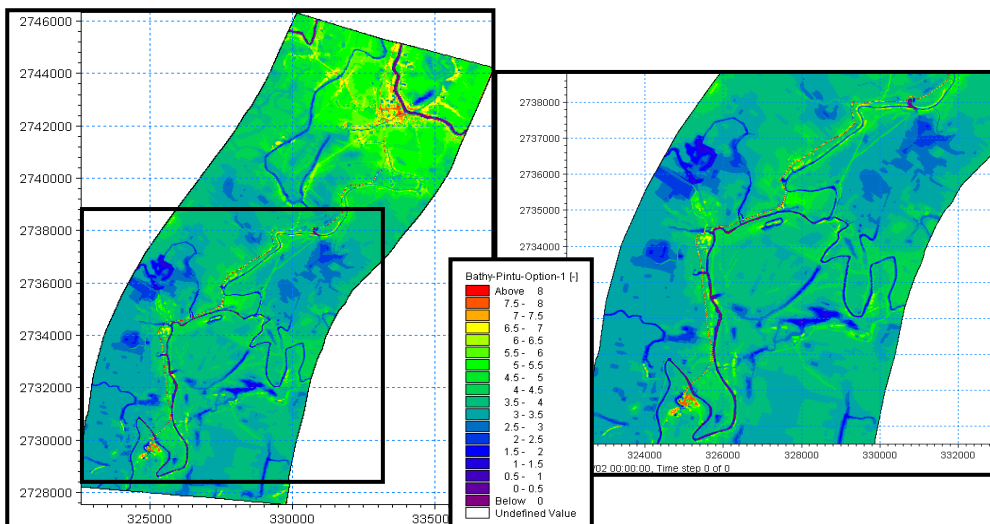 2746000
2744000
2742000
2740000
2738000
2736000
2734000
2732000
2730000
2728000
325000
330000
33500
2738000
2737000
2736000
2735000
2734000
324000
326000
328000
330000
332000
/02 00:00:00, Time step 0 of 0
Bathy-Pintu-Option-1 [-]
Above 8
7.5 - 8
7 - 7.5
6.5 - 7
6 - 6.5
5.5 - 6
5 - 5.5
4.5 - 5
4 - 4.5
3.5 - 4
3 - 3.5
2.5 - 3
2 - 2.5
1.5 - 2
1 - 1.5
0.5 - 1
0 - 0.5
Below 0
Undefined Value